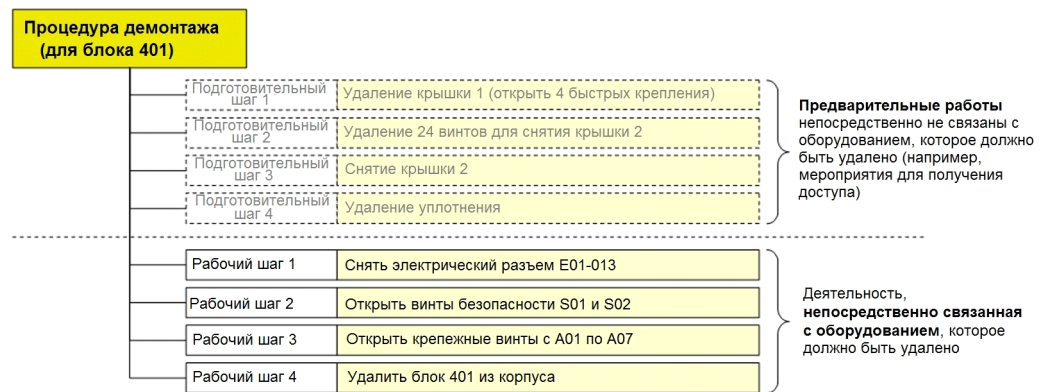 Процедура демонтажа
(для блока 401)
Подготовительный
шаг 1
Удаление крышки 1 (открыть 4 быстрых крепления)
Подготовительный
шаг 2
Удаление 24 винтов для снятия крышки 2
Подготовительный
шаг 3
Снятие крышки 2
Подготовительный
шаг 4
Удаление уплотнения
Предварительные работы
непосредственно не связаны с
оборудованием, которое должно
быть удалено (например,
мероприятия для получения
доступа)
Рабочий шаг 1
Снять электрический разъем E01-013
Рабочий шаг 2
Открыть винты безопасности S01 и S02
Рабочий шаг 3
Открыть крепежные винты с A01 по A07
Рабочий шаг 4
Удалить блок 401 из корпуса
Деятельность,
непосредственно связанная
с оборудованием, которое
должно быть удалено